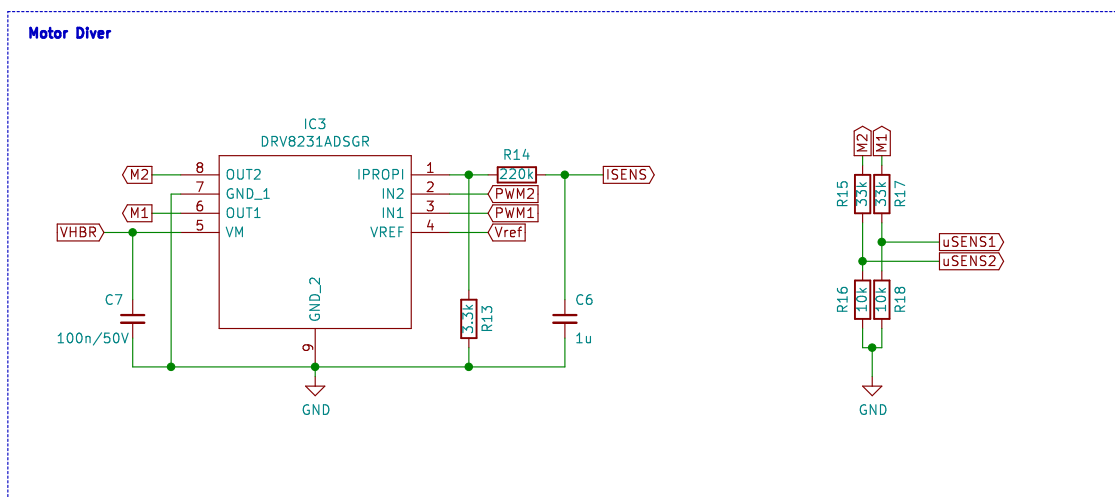 Motor Diver
IC3
DRV8231ADSGR
M2
8
OUT2
7
GND_1
M1
6
OUT1
VHBR
5
VM
GND_2
9
IPROPI
1
IN2
2
PWM2
IN1
3
PWM1
VREF
4
Vref
R14
220k
ISENS
C7
100n/50V
3.3k
R13
C6
1u
GND
M2
M1
R15
33k
33k
R17
uSENS1
uSENS2
R16
10k
10k
R18
GND